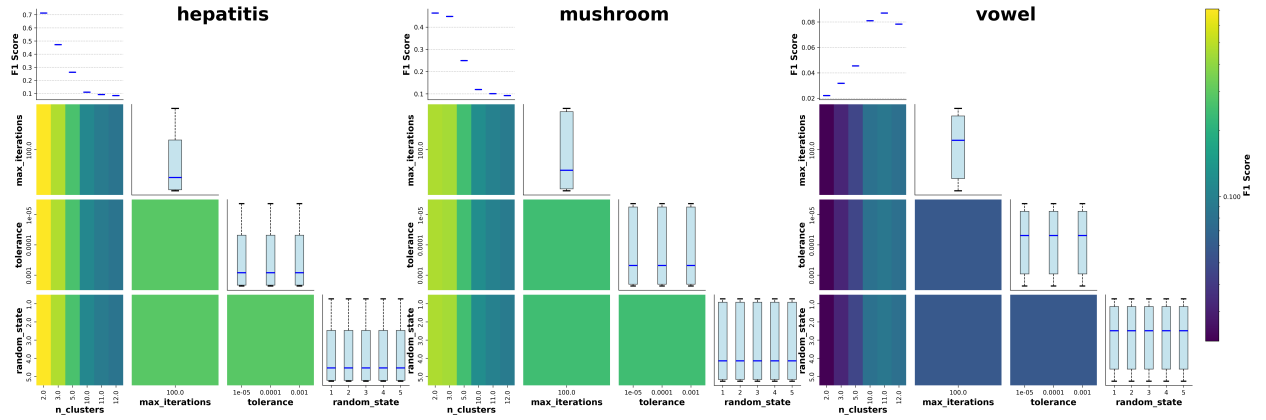 hepatitis
mushroom
vowel
F1 Score
0.7
0.6
0.5
0.4
0.3
0.2
0.1
F1 Score
0.4
0.3
0.2
0.1
F1 Score
0.08
0.06
0.04
0.02
max_iterations
100.0
max_iterations
100.0
max_iterations
100.0
tolerance
1e-05
0.0001
0.001
tolerance
1e-05
0.0001
0.001
tolerance
1e-05
0.0001
0.001
random_state
1.0
2.0
3.0
4.0
5.0
random_state
1.0
2.0
3.0
4.0
5.0
random_state
1.0
2.0
3.0
4.0
5.0
2.0 3.0 5.0 10.0 11.0 12.0
n_clusters
100.0
max_iterations
1e-05 0.0001 0.001
tolerance
1 2 3 4 5
random_state
2.0 3.0 5.0 10.0 11.0 12.0
n_clusters
100.0
max_iterations
1e-05 0.0001 0.001
tolerance
1 2 3 4 5
random_state
2.0 3.0 5.0 10.0 11.0 12.0
n_clusters
100.0
max_iterations
1e-05 0.0001 0.001
tolerance
1 2 3 4 5
random_state
0.100
F1 Score